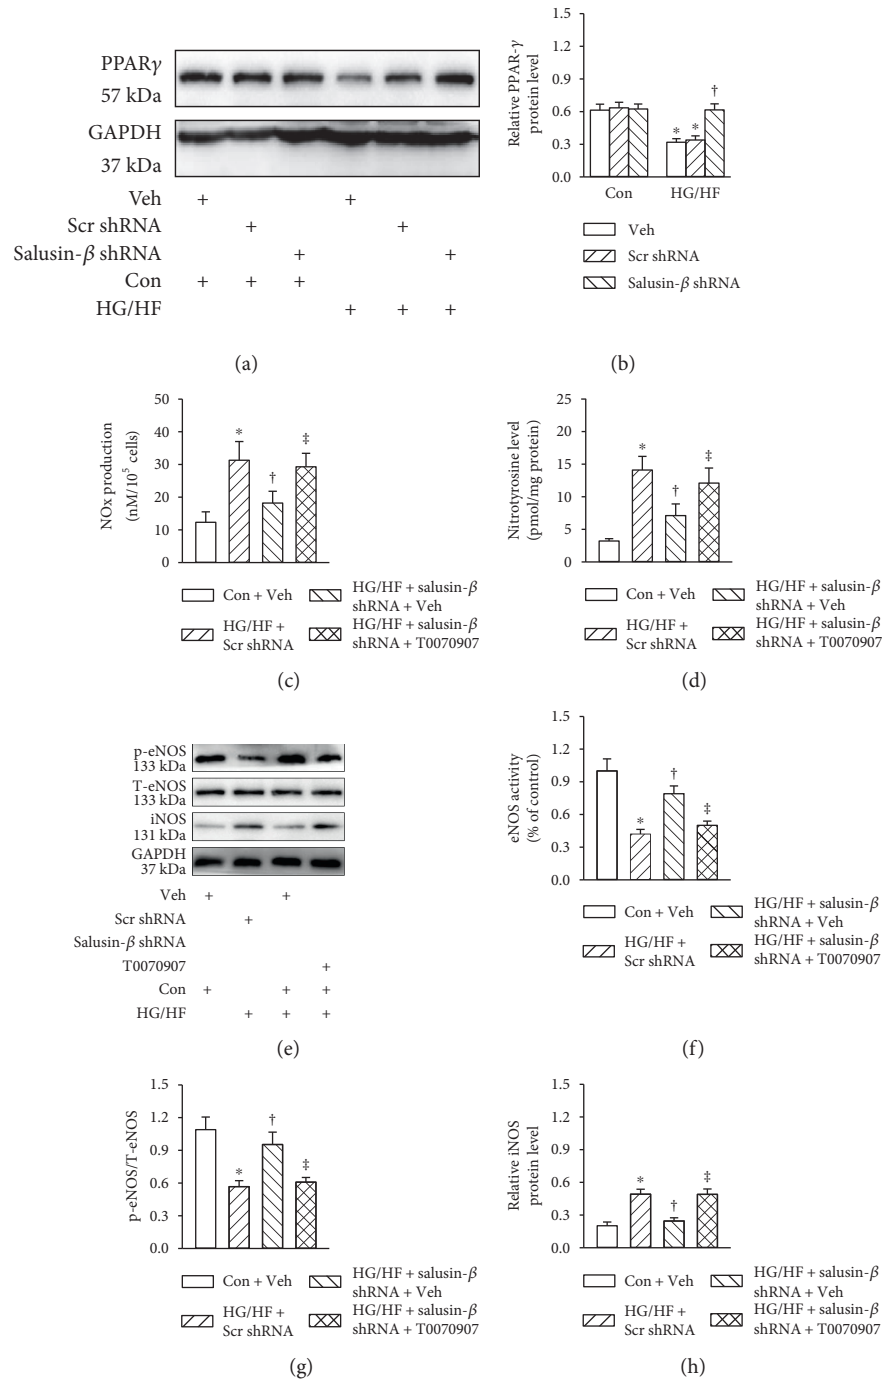 PPARγ
57 kDa
GAPDH
37 kDa
Veh + +
Scr shRNA + +
Salusin-β shRNA + +
Con + + +
HG/HF + + +
(a)
Relative PPAR-γ
protein level
1.5
1.2
0.9
0.6
0.3
0.0
* * †
Con HG/HF
Veh
Scr shRNA
Salusin-β shRNA
(b)
NOx production
(nM/10⁵ cells)
50
40
30
20
10
0
* † ‡
Con + Veh
HG/HF +
Scr shRNA
HG/HF + salusin-β
shRNA + Veh
HG/HF + salusin-β
shRNA + T0070907
(c)
Nitrotyrosine level
(pmol/mg protein)
25
20
15
10
5
0
* † ‡
Con + Veh
HG/HF +
Scr shRNA
HG/HF + salusin-β
shRNA + Veh
HG/HF + salusin-β
shRNA + T0070907
(d)
p-eNOS
133 kDa
T-eNOS
133 kDa
iNOS
131 kDa
GAPDH
37 kDa
Veh + +
Scr shRNA +
Salusin-β shRNA
T0070907 +
Con + + +
HG/HF + + +
(e)
eNOS activity
(% of control)
1.5
0.9
0.6
0.3
0.0
* † ‡
Con + Veh
HG/HF +
Scr shRNA
HG/HF + salusin-β
shRNA + Veh
HG/HF + salusin-β
shRNA + T0070907
(f)
p-eNOS/T-eNOS
1.5
1.2
0.9
0.6
0.3
0.0
* † ‡
Con + Veh
HG/HF +
Scr shRNA
HG/HF + salusin-β
shRNA + Veh
HG/HF + salusin-β
shRNA + T0070907
(g)
Relative iNOS
protein level
1.5
1.2
0.9
0.6
0.3
0.0
* † ‡
Con + Veh
HG/HF +
Scr shRNA
HG/HF + salusin-β
shRNA + Veh
HG/HF + salusin-β
shRNA + T0070907
(h)